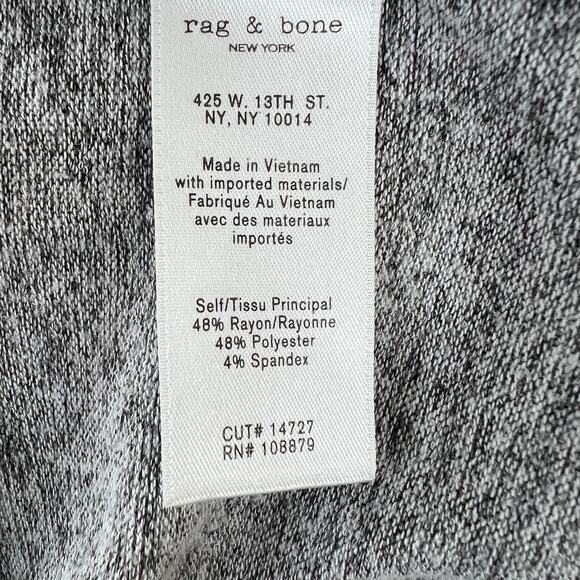 rag & bone
NEW YORK
425 W. 13TH ST.
NY, NY 10014
Made in Vietnam
with imported materials/
Fabriqué Au Vietnam
avec des materiaux
importés
Self/Tissu Principal
48% Rayon/Rayonne
48% Polyester
4% Spandex
CUT# 14727
RN# 108879